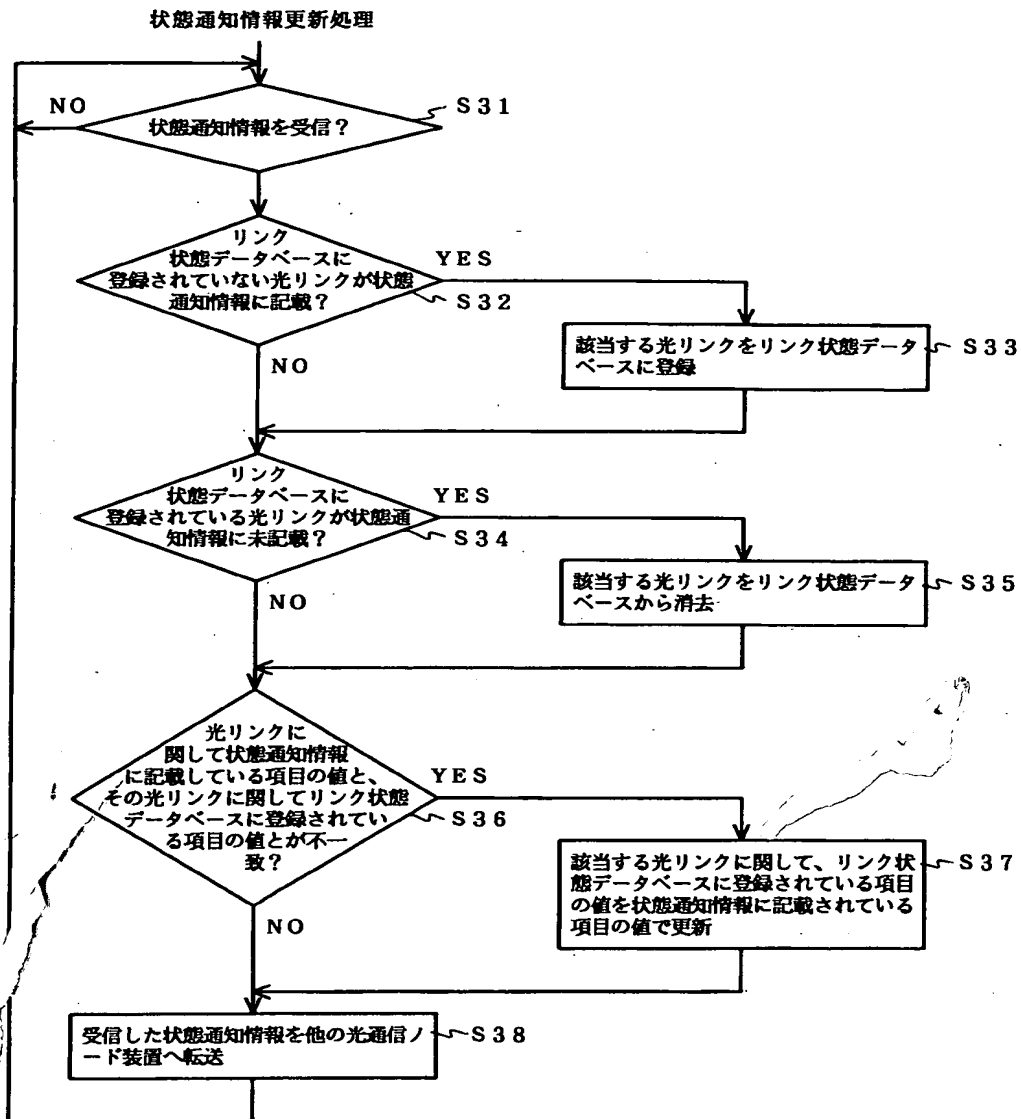 状態通知情報更新処理
NO
S31
状態通知情報を受信？
リンク
状態データベースに
登録されていない光リンクが状態
通知情報に記載？
YES
S32
該当する光リンクをリンク状態データ
ベースに登録
S33
NO
リンク
状態データベースに
登録されている光リンクが状態通
知情報に未記載？
YES
S34
該当する光リンクをリンク状態データ
ベースから消去
S35
NO
光リンクに
関して状態通知情報
に記載している項目の値と、
その光リンクに関してリンク状態
データベースに登録されてい
る項目の値とが不一
致？
YES
S36
該当する光リンクに関して、リンク状
態データベースに登録されている項目
の値を状態通知情報に記載されている
項目の値で更新
S37
NO
受信した状態通知情報を他の光通信ノ
ード装置へ転送
S38